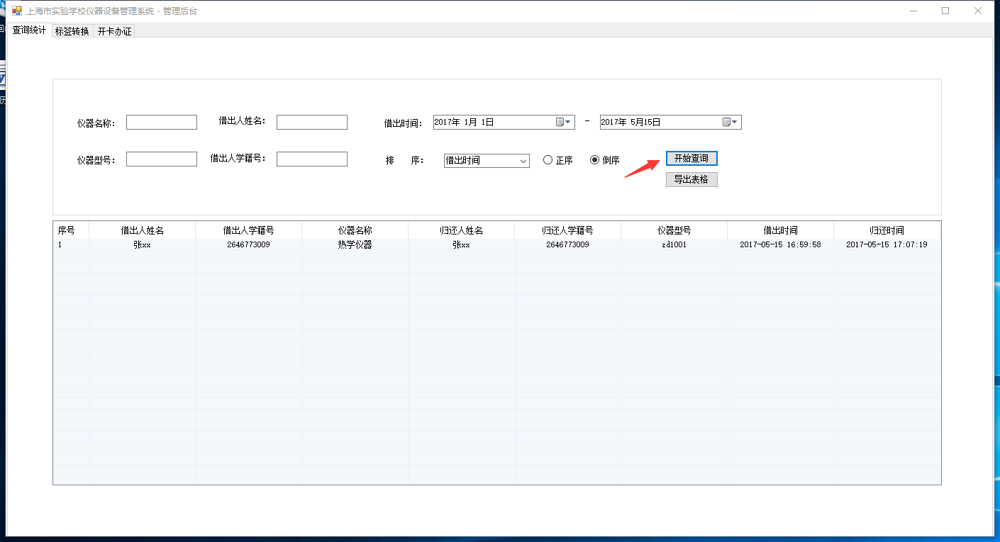 上海市实验学校仪器设备管理系统 - 管理后台
查询统计 标签转换 开卡办证
仪器名称： 借出人姓名： 借出时间： 2017年 1月 1日 - 2017年 5月15日
仪器型号： 借出人学籍号： 排 序： 借出时间 正序 倒序 开始查询
导出表格
序号 借出人姓名 借出人学籍号 仪器名称 归还人姓名 归还人学籍号 仪器型号 借出时间 归还时间
1 张xx 2646773009 热学仪器 张xx 2646773009 zd1001 2017-05-15 16:59:58 2017-05-15 17:07:19